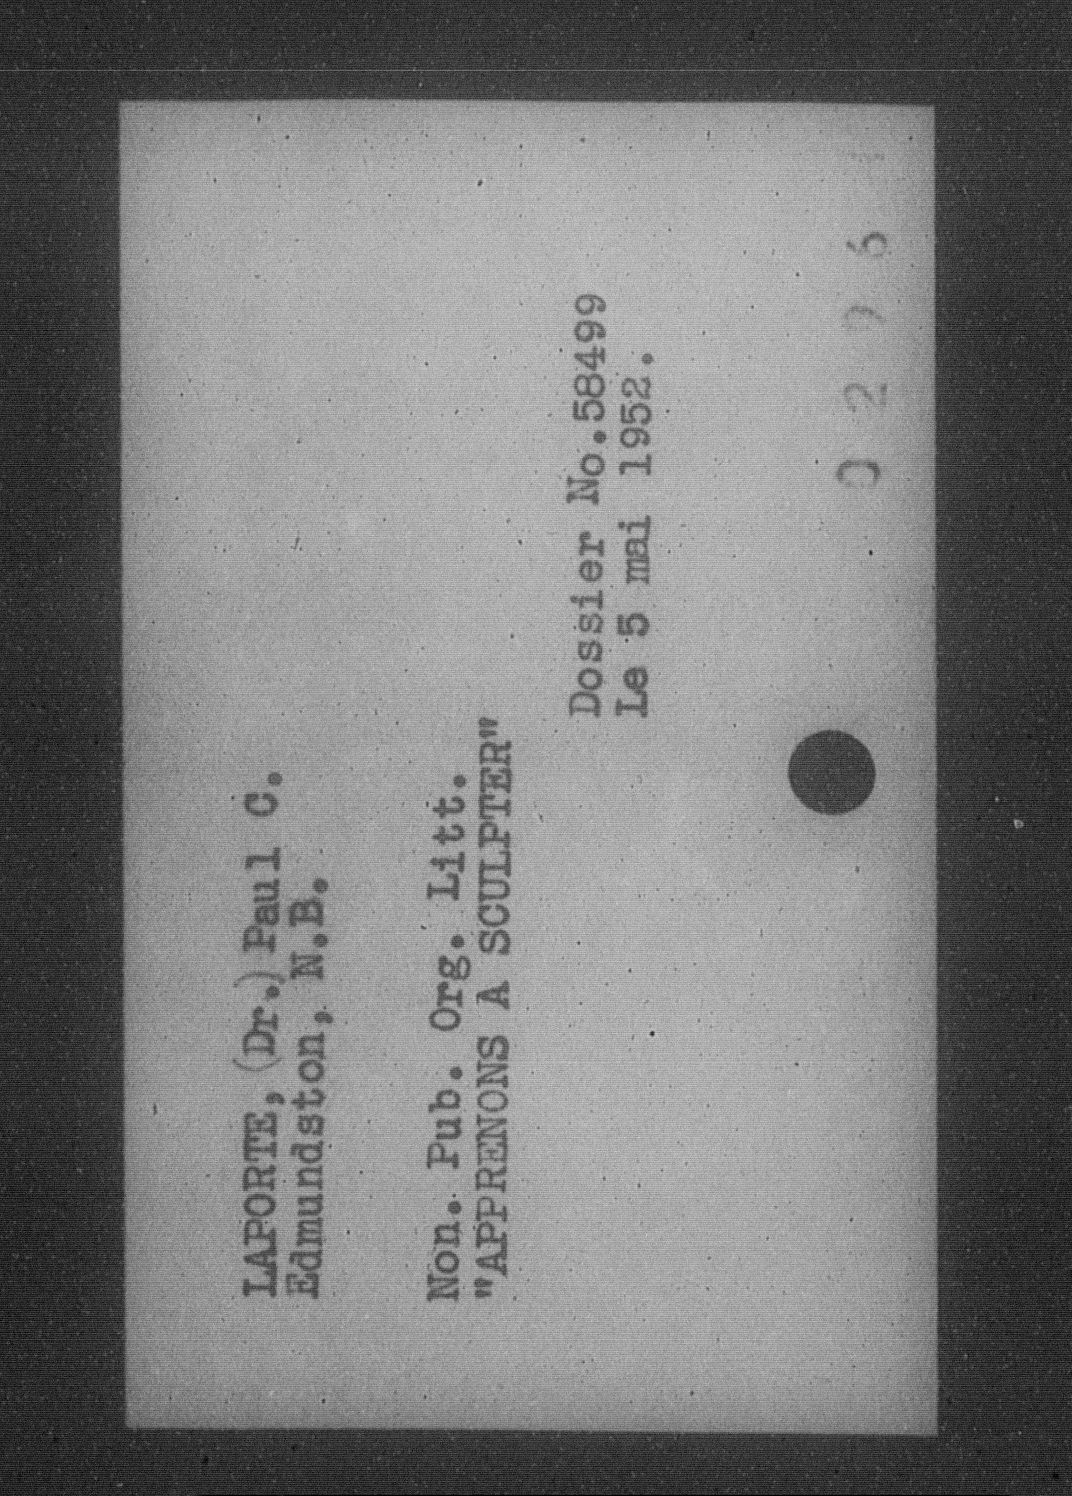 LAPORTE, (Dr.) Paul C.
Edmundston, N.B.
Non. Pub. Org. Litt.
"APPRENONS A SCULPTER"
Dossier No.58499
Le 5 mai 1952.